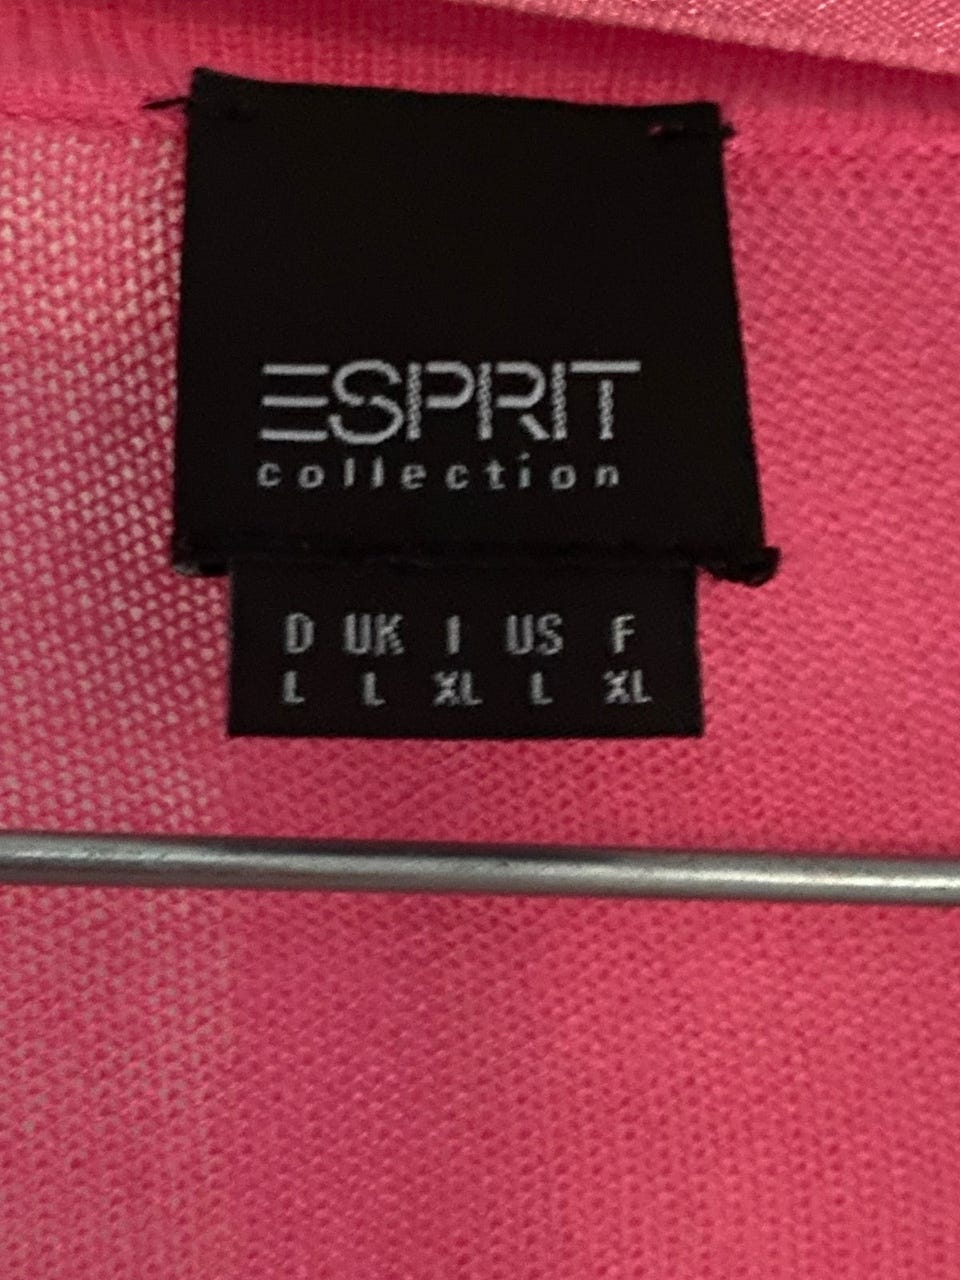 ESPRIT
collection
D UK I US F
L L XL L XL